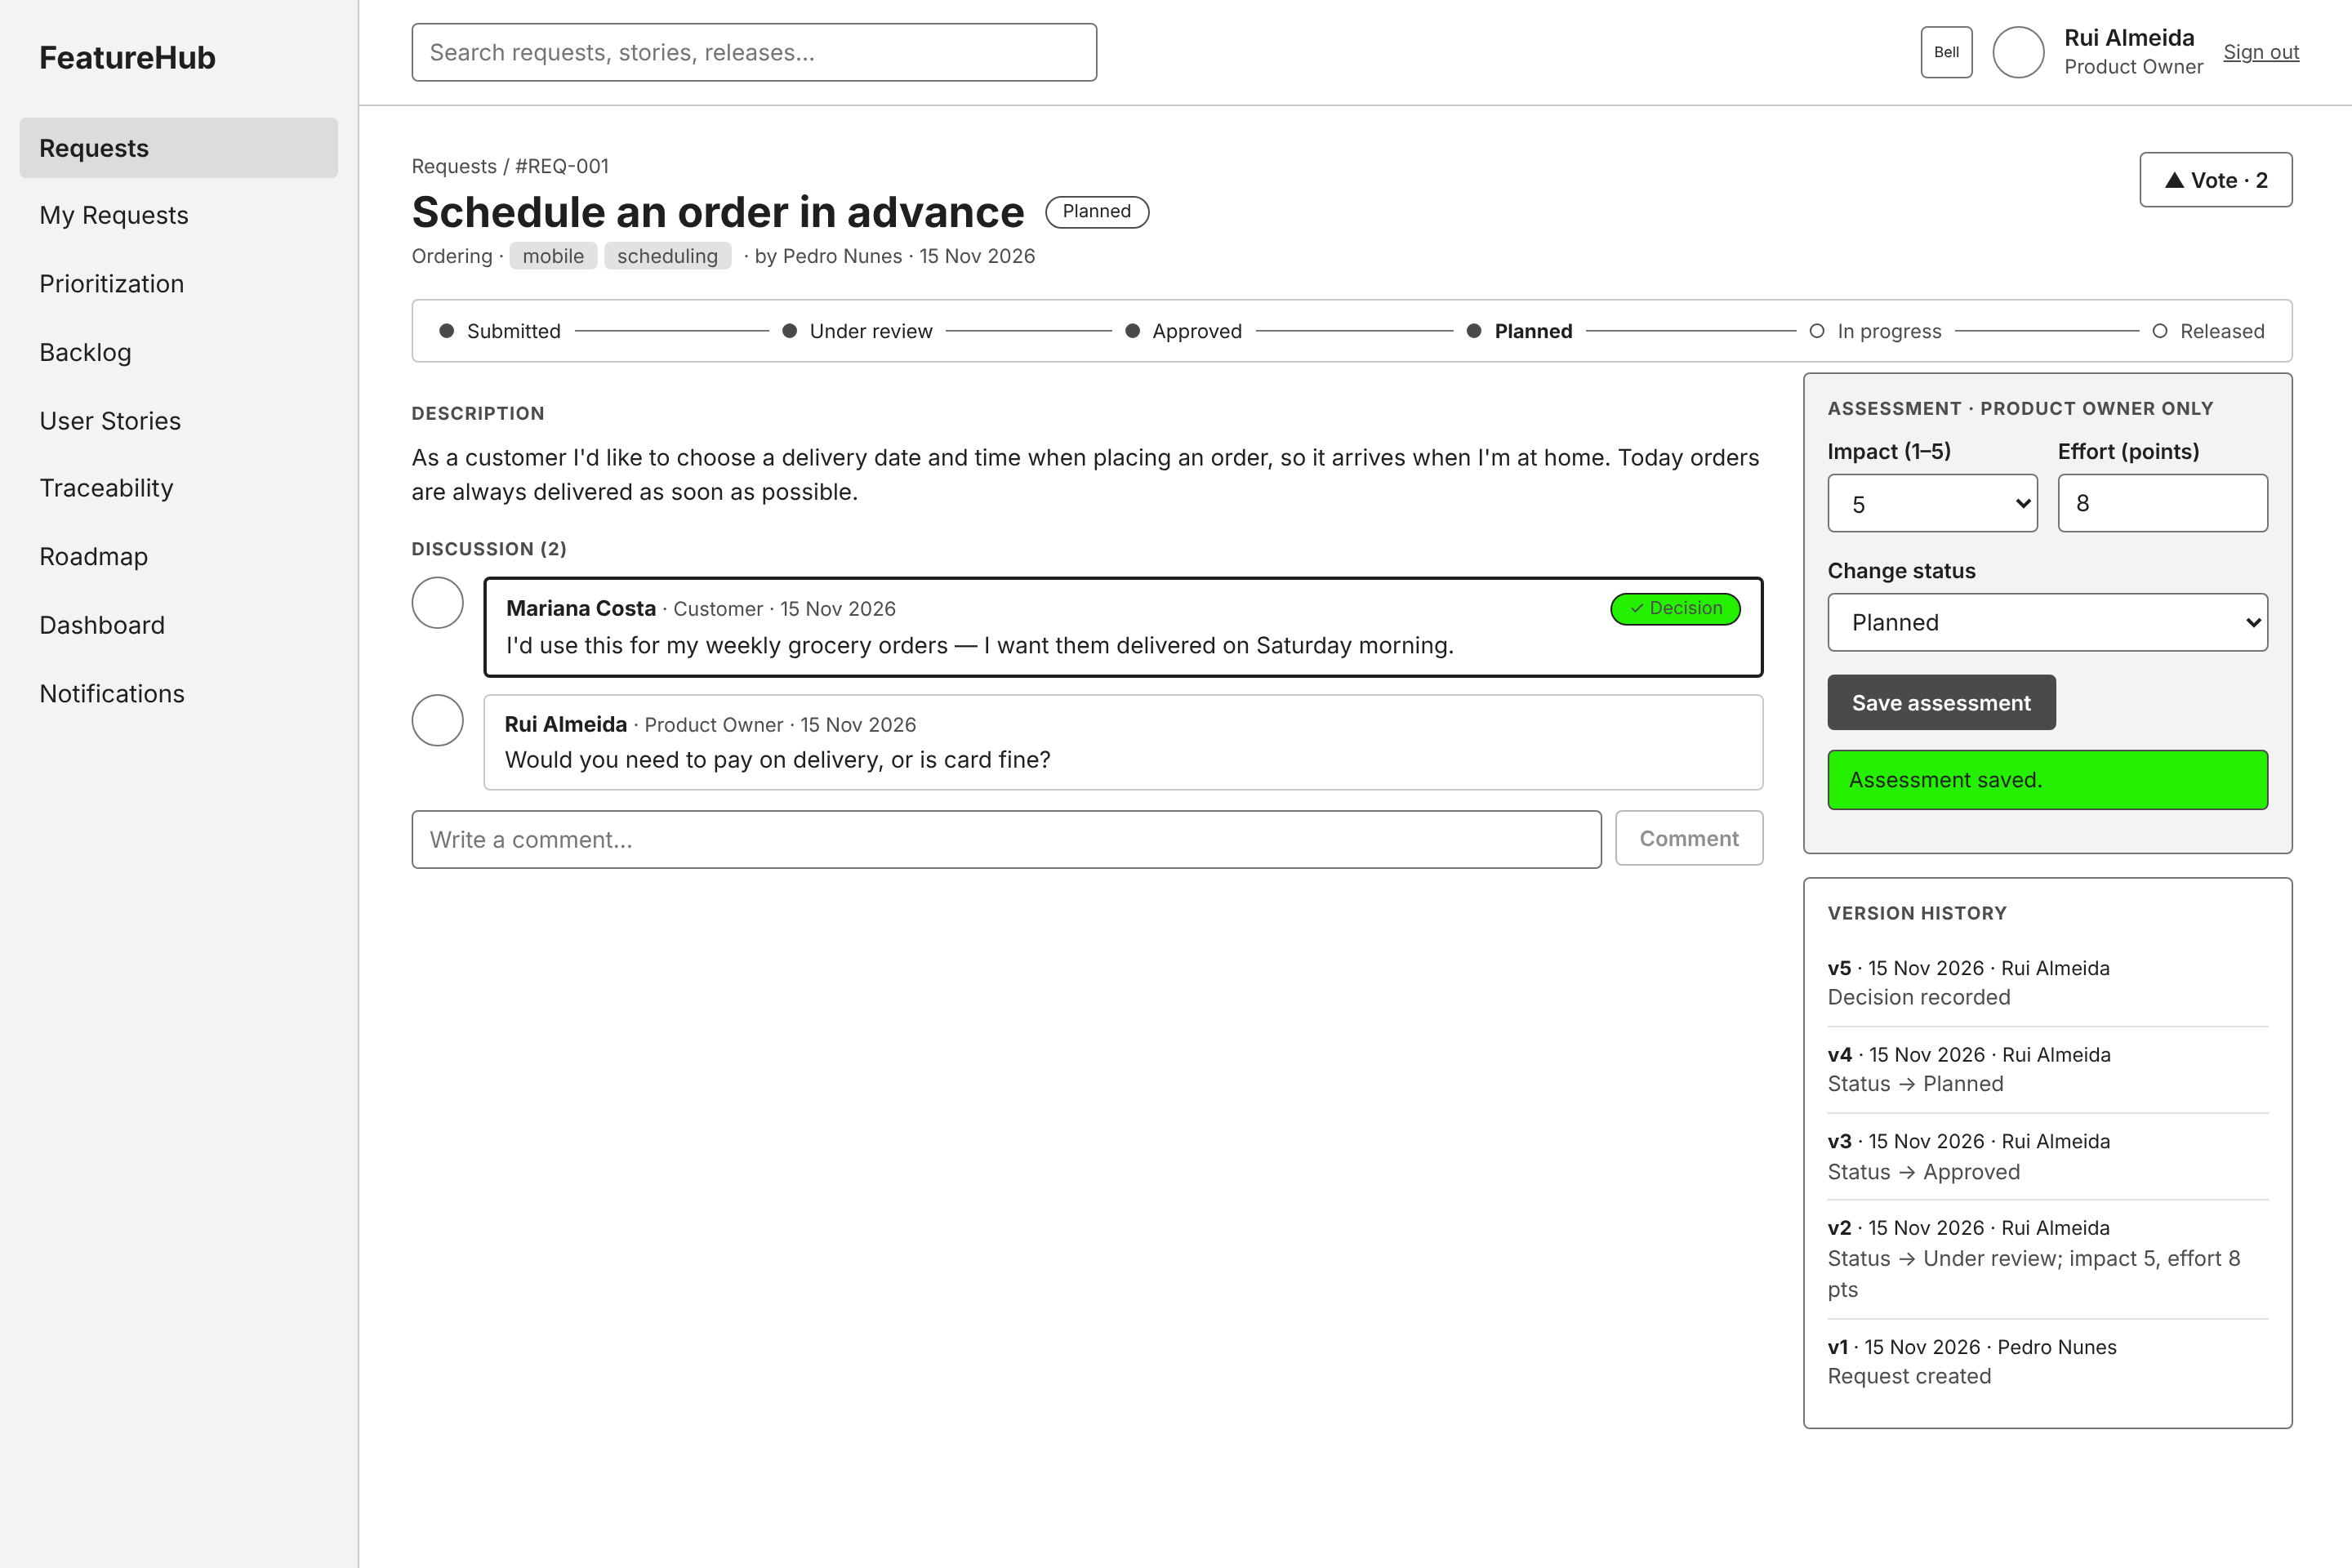 FeatureHub
Requests
My Requests
Prioritization
Backlog
User Stories
Traceability
Roadmap
Dashboard
Notifications
Search requests, stories, releases...
Bell
Rui Almeida
Product Owner
Sign out
Requests / #REQ-001
Schedule an order in advance
Planned
Ordering · mobile scheduling · by Pedro Nunes · 15 Nov 2026
▲ Vote · 2
Submitted
Under review
Approved
Planned
In progress
Released
DESCRIPTION
As a customer I'd like to choose a delivery date and time when placing an order, so it arrives when I'm at home. Today orders
are always delivered as soon as possible.
DISCUSSION (2)
Mariana Costa · Customer · 15 Nov 2026
✓ Decision
I'd use this for my weekly grocery orders — I want them delivered on Saturday morning.
Rui Almeida · Product Owner · 15 Nov 2026
Would you need to pay on delivery, or is card fine?
Write a comment...
Comment
ASSESSMENT · PRODUCT OWNER ONLY
Impact (1–5)
Effort (points)
5
8
Change status
Planned
Save assessment
Assessment saved.
VERSION HISTORY
v5 · 15 Nov 2026 · Rui Almeida
Decision recorded
v4 · 15 Nov 2026 · Rui Almeida
Status → Planned
v3 · 15 Nov 2026 · Rui Almeida
Status → Approved
v2 · 15 Nov 2026 · Rui Almeida
Status → Under review; impact 5, effort 8
pts
v1 · 15 Nov 2026 · Pedro Nunes
Request created